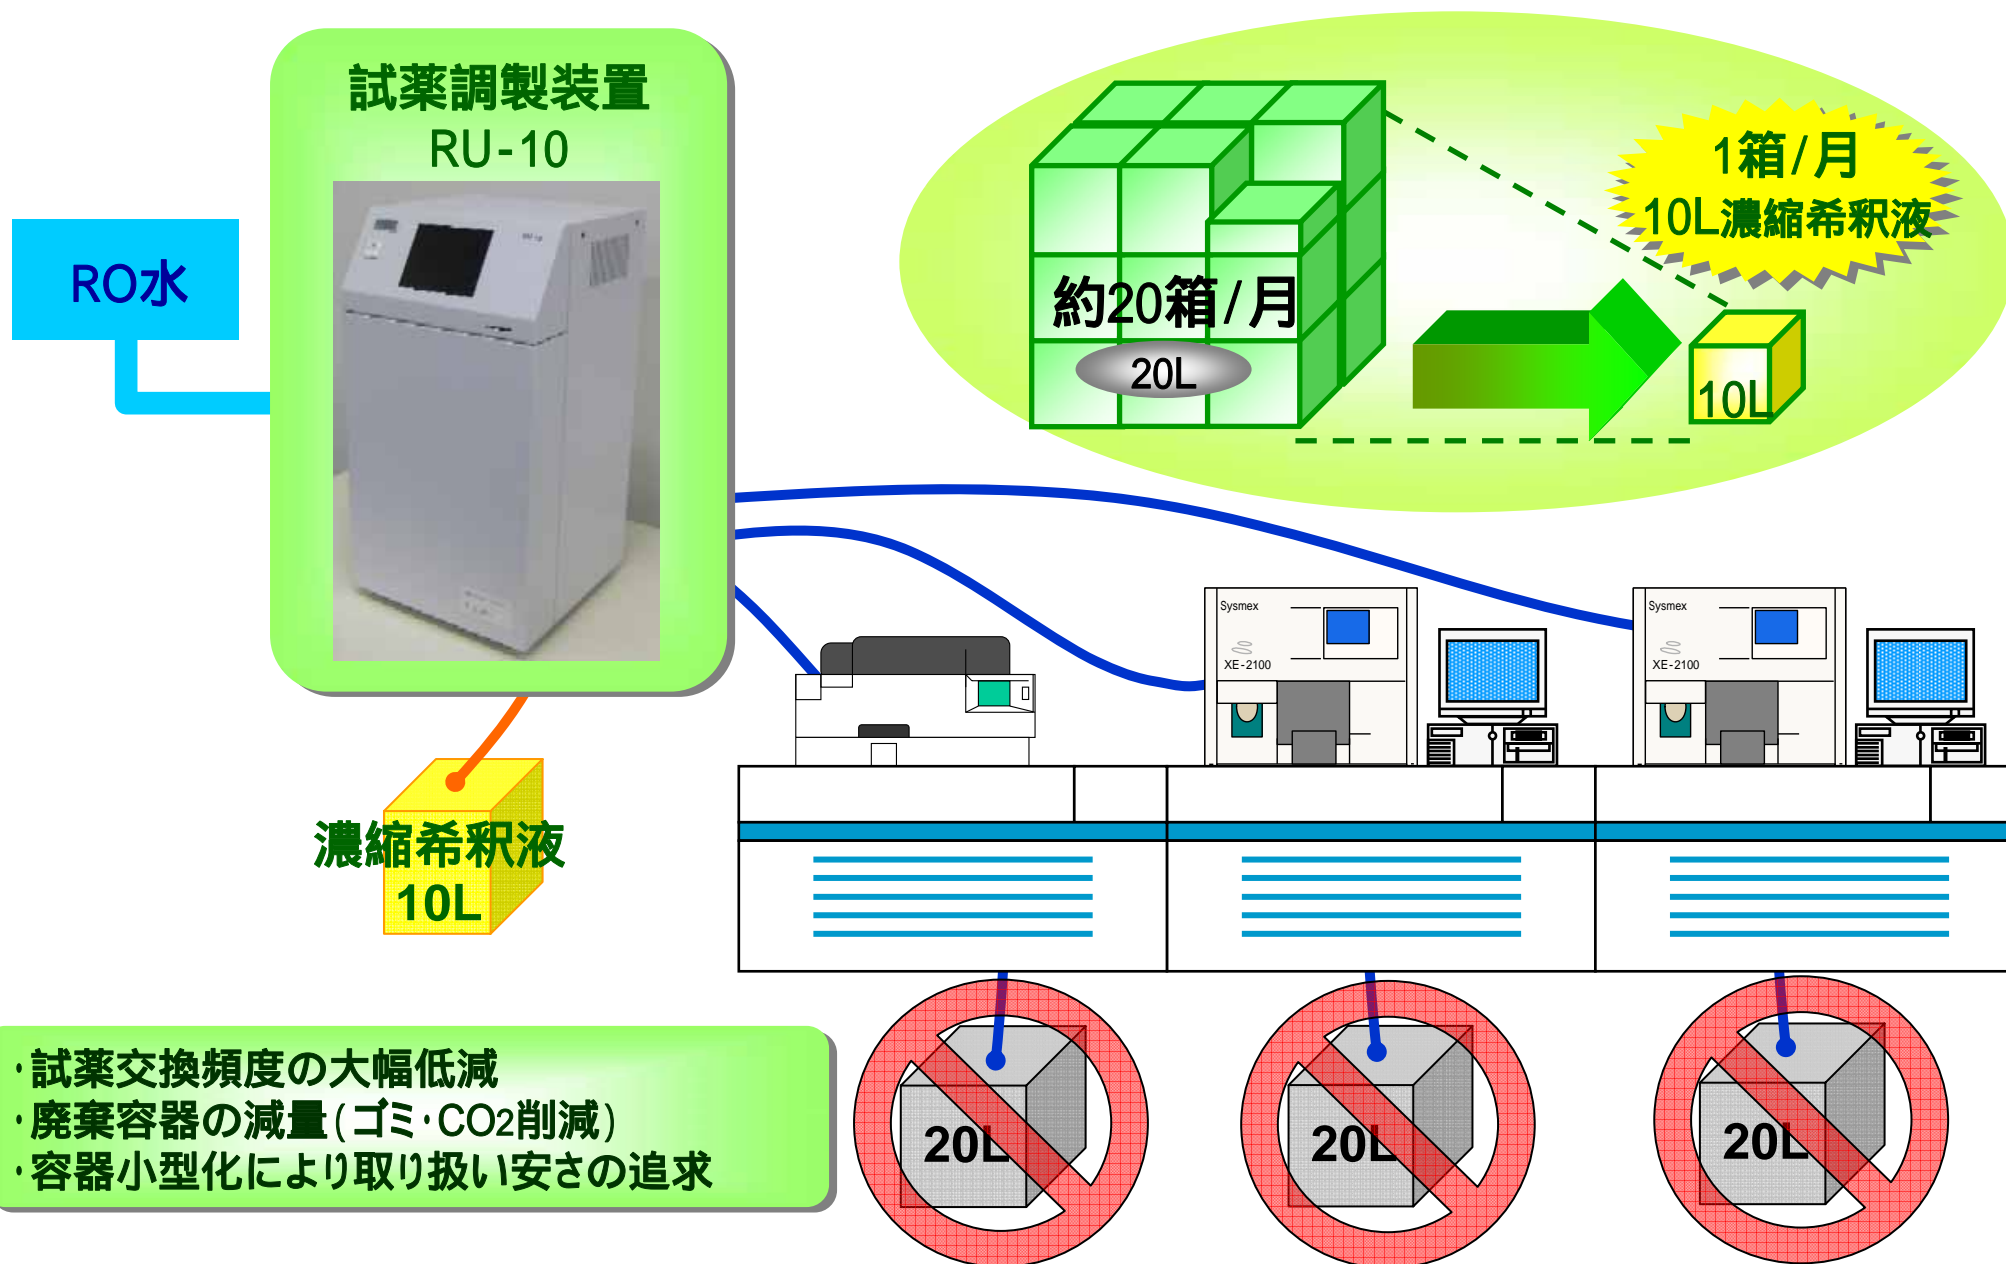 試薬調製装置
RU-10
RO水
約20箱/月
20L
1箱/月
10L濃縮希釈液
10L
Sysmex
XE-2100
Sysmex
XE-2100
濃縮希釈液
10L
・試薬交換頻度の大幅低減
・廃棄容器の減量(ゴミ・CO2削減)
・容器小型化により取り扱い安さの追求
20L
20L
20L